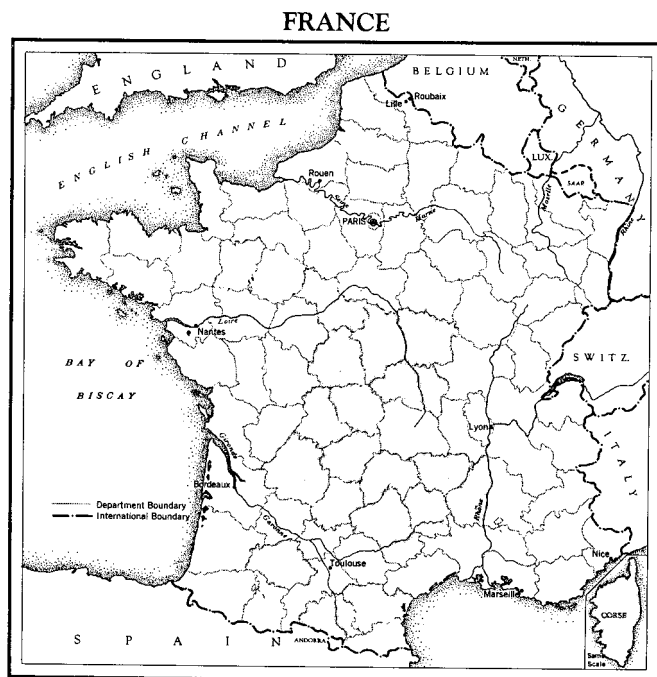 FRANCE
ENGLAND
NETH.
BELGIUM
Lille
Roubaix
GERMANY
ENGLISH CHANNEL
LUX.
SAAR
Rouen
Seine
Moselle
PARIS
Marne
Rhine
Loire
Nantes
BAY OF
BISCAY
SWITZ.
Lyon
Gironde
ITALY
Bordeaux
Department Boundary
International Boundary
Garonne
Rhône
Toulouse
Nice
Marseille
CORSE
SPAIN
ANDORRA
Same
Scale